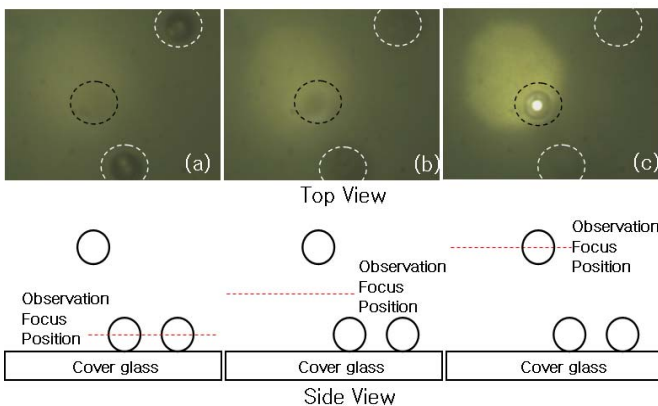 (a)
(b)
(c)
Top View
Observation
Focus
Position
Observation
Focus
Position
Observation
Focus
Position
Cover glass
Cover glass
Cover glass
Side View